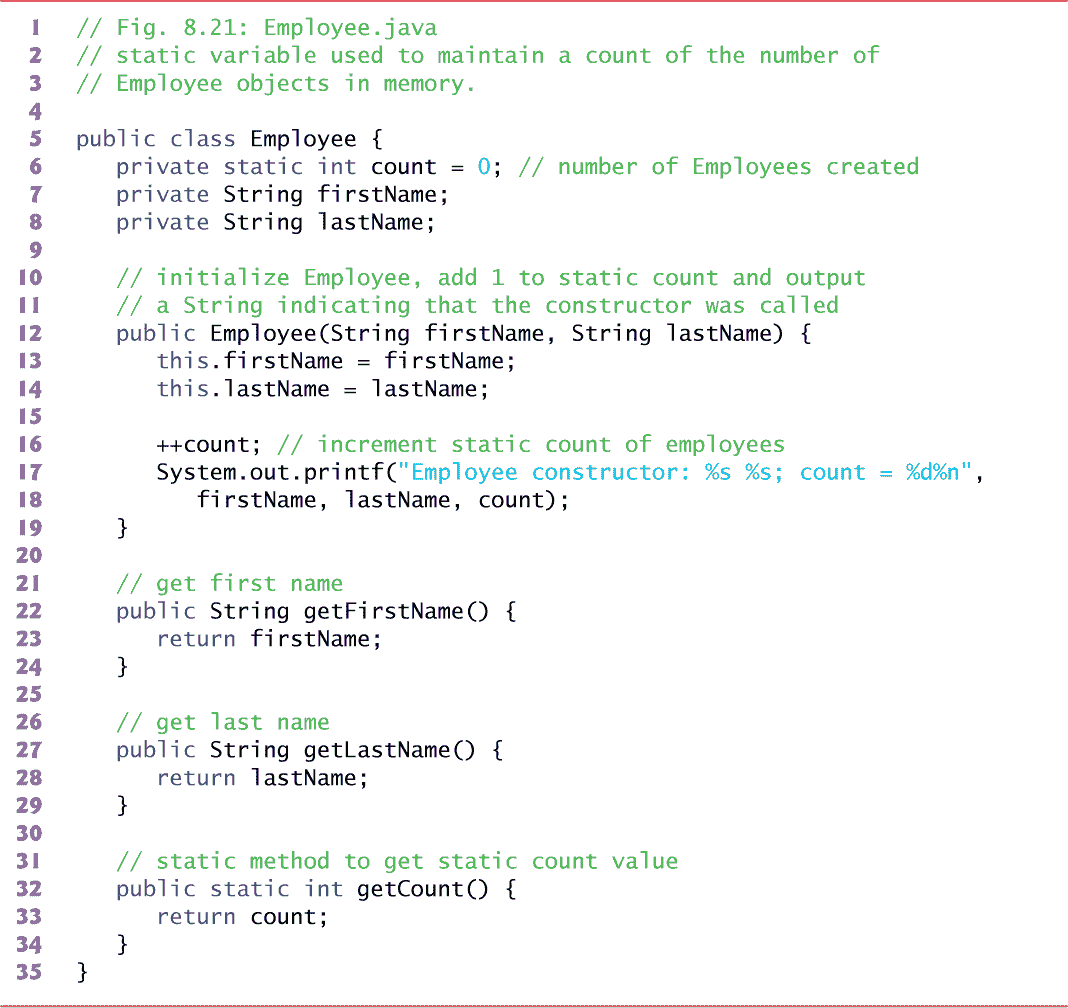 1 // Fig. 8.21: Employee.java
2 // static variable used to maintain a count of the number of
3 // Employee objects in memory.
4
5 public class Employee {
6    private static int count = 0; // number of Employees created
7    private String firstName;
8    private String lastName;
9
10    // initialize Employee, add 1 to static count and output
11    // a String indicating that the constructor was called
12    public Employee(String firstName, String lastName) {
13       this.firstName = firstName;
14       this.lastName = lastName;
15
16       ++count; // increment static count of employees
17       System.out.printf("Employee constructor: %s %s; count = %d%n",
18          firstName, lastName, count);
19    }
20
21    // get first name
22    public String getFirstName() {
23       return firstName;
24    }
25
26    // get last name
27    public String getLastName() {
28       return lastName;
29    }
30
31    // static method to get static count value
32    public static int getCount() {
33       return count;
34    }
35 }